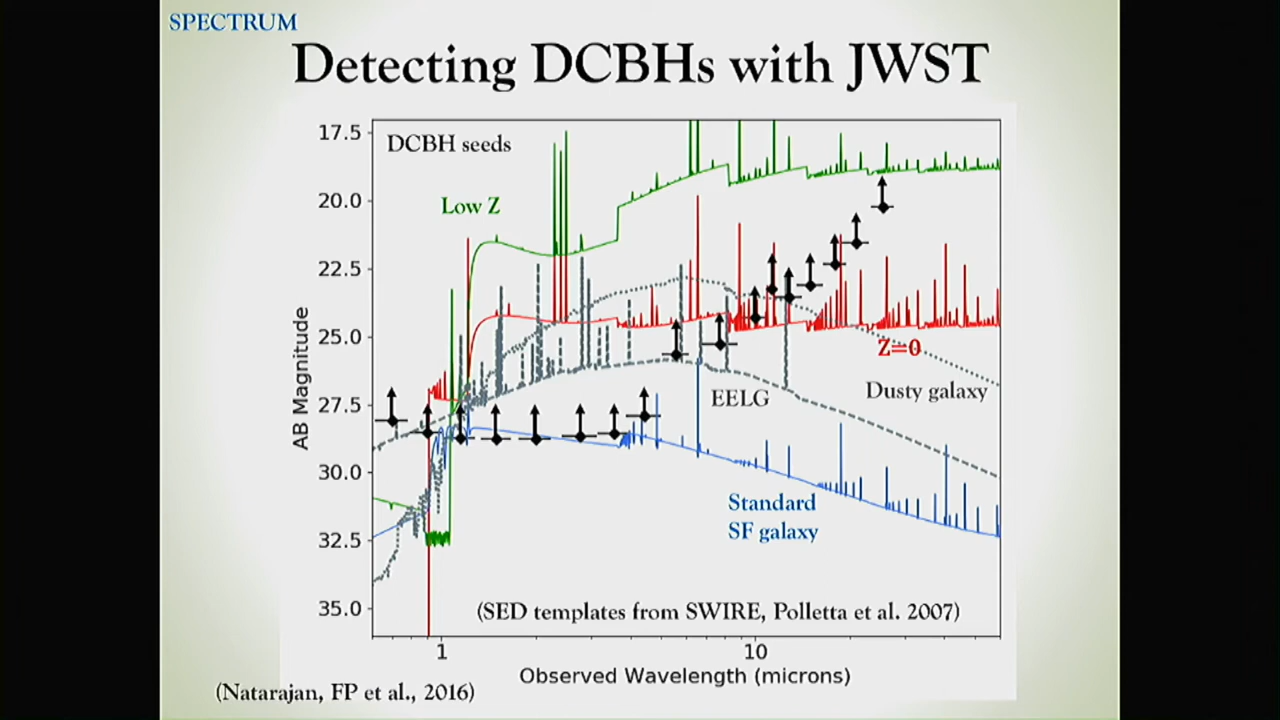 SPECTRUM
Detecting DCBHs with JWST
17.5
DCBH seeds
20.0
Low Z
22.5
25.0
Z=0
Dusty galaxy
EELG
27.5
30.0
Standard
SF galaxy
32.5
35.0
(SED templates from SWIRE, Polletta et al. 2007)
AB Magnitude
1
10
Observed Wavelength (microns)
(Natarajan, FP et al., 2016)